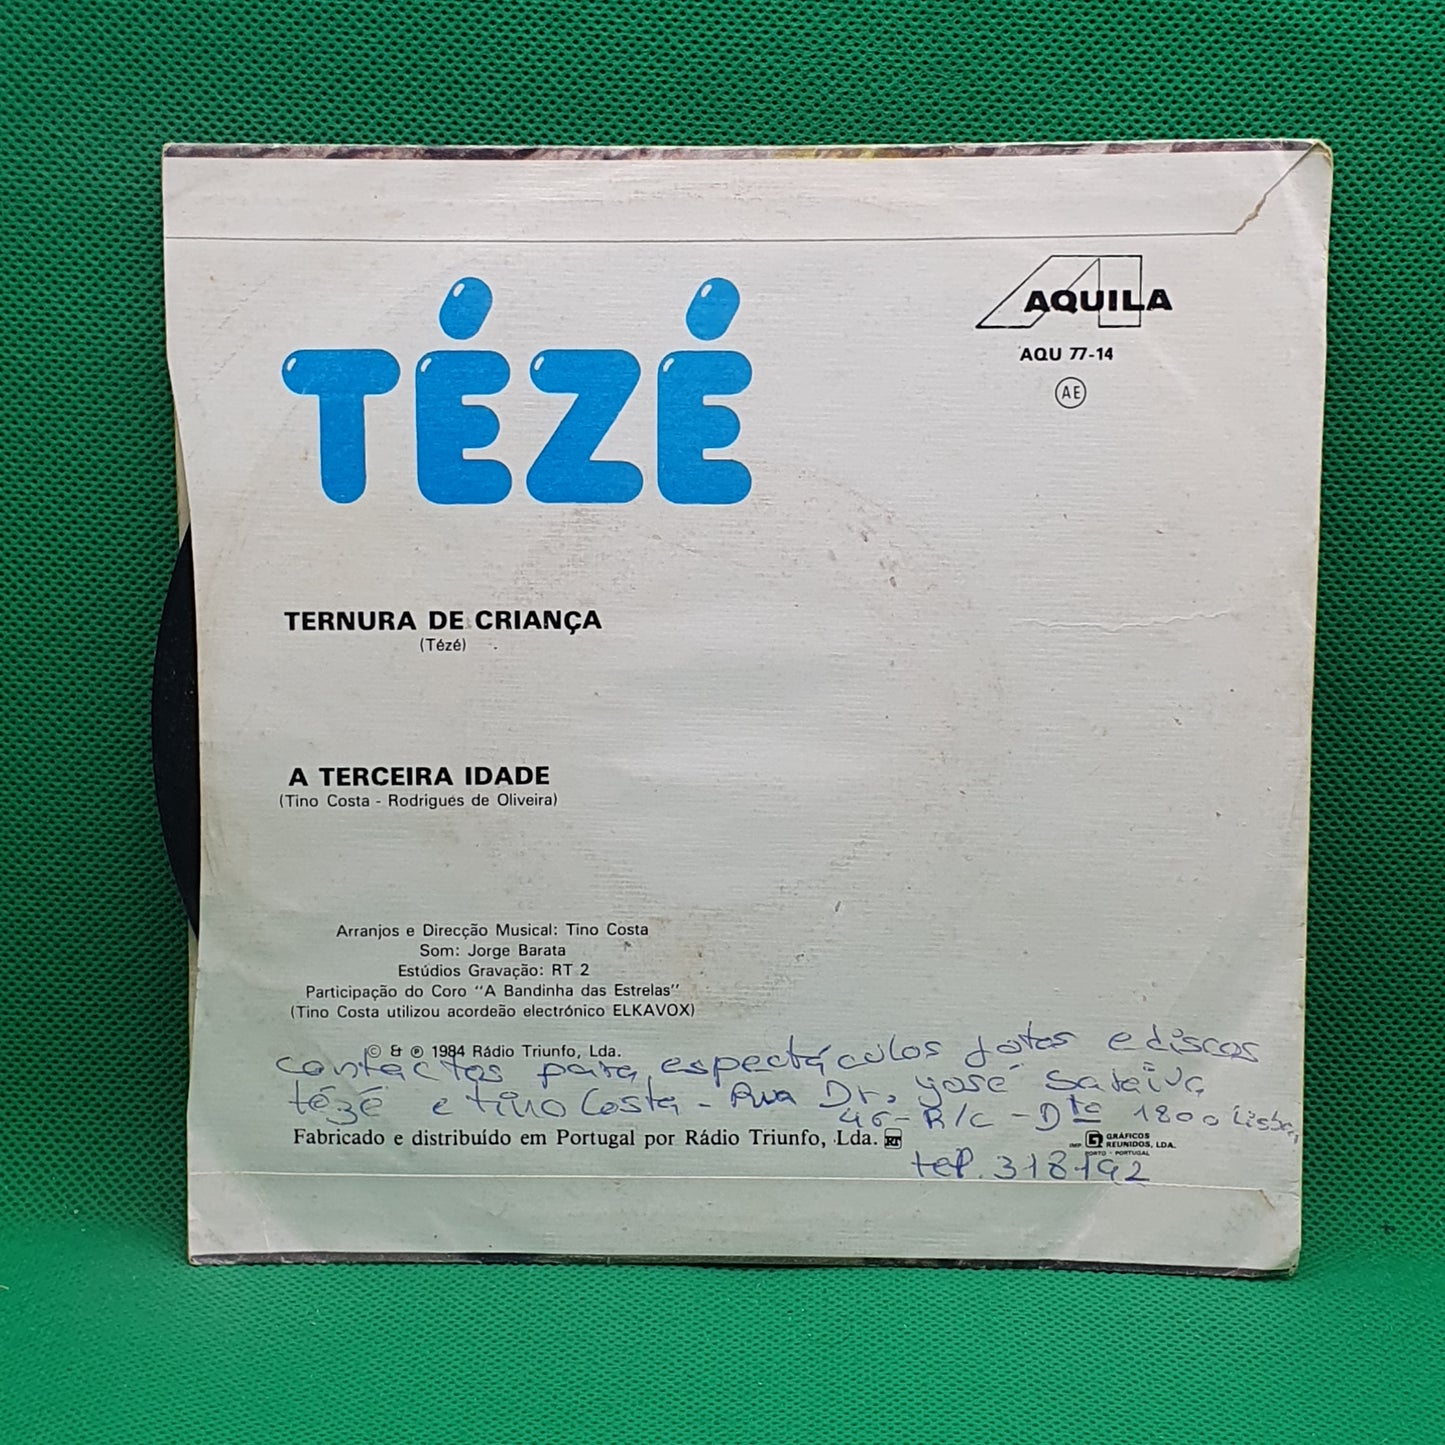 TÉZÉ
AQUILA
AQU 77-14
AE
TERNURA DE CRIANÇA
(Tézé)
A TERCEIRA IDADE
(Tino Costa - Rodrigues de Oliveira)
Arranjos e Direcção Musical: Tino Costa
Som: Jorge Barata
Estúdios Gravação: RT 2
Participação do Coro "A Bandinha das Estrelas"
(Tino Costa utilizou acordeão electrónico ELKAVOX)
© & ℗ 1984 Rádio Triunfo, Lda.
contactos para espectáculos fotos e discos
tézé e tino Costa - Rua Dr. José Saraiva
46 - R/C - Dto 1800 Lisboa
Fabricado e distribuído em Portugal por Rádio Triunfo, Lda. RT
IMP. GRÁFICOS REUNIDOS, LDA.
PORTO - PORTUGAL
telf. 318192